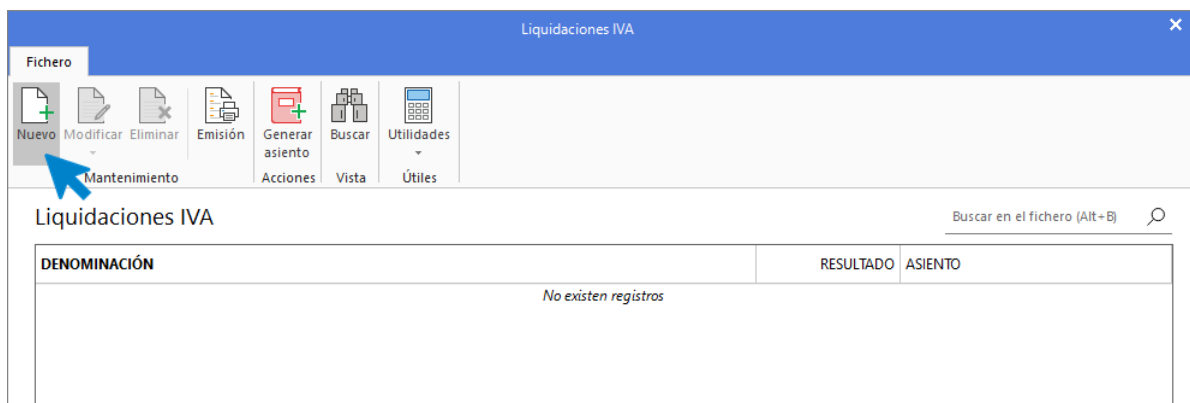 Liquidaciones IVA
Fichero
Nuevo Modificar Eliminar Emisión Generar asiento Buscar Utilidades
Mantenimiento Acciones Vista Útiles
Liquidaciones IVA
Buscar en el fichero (Alt+B)
DENOMINACIÓN RESULTADO ASIENTO
No existen registros